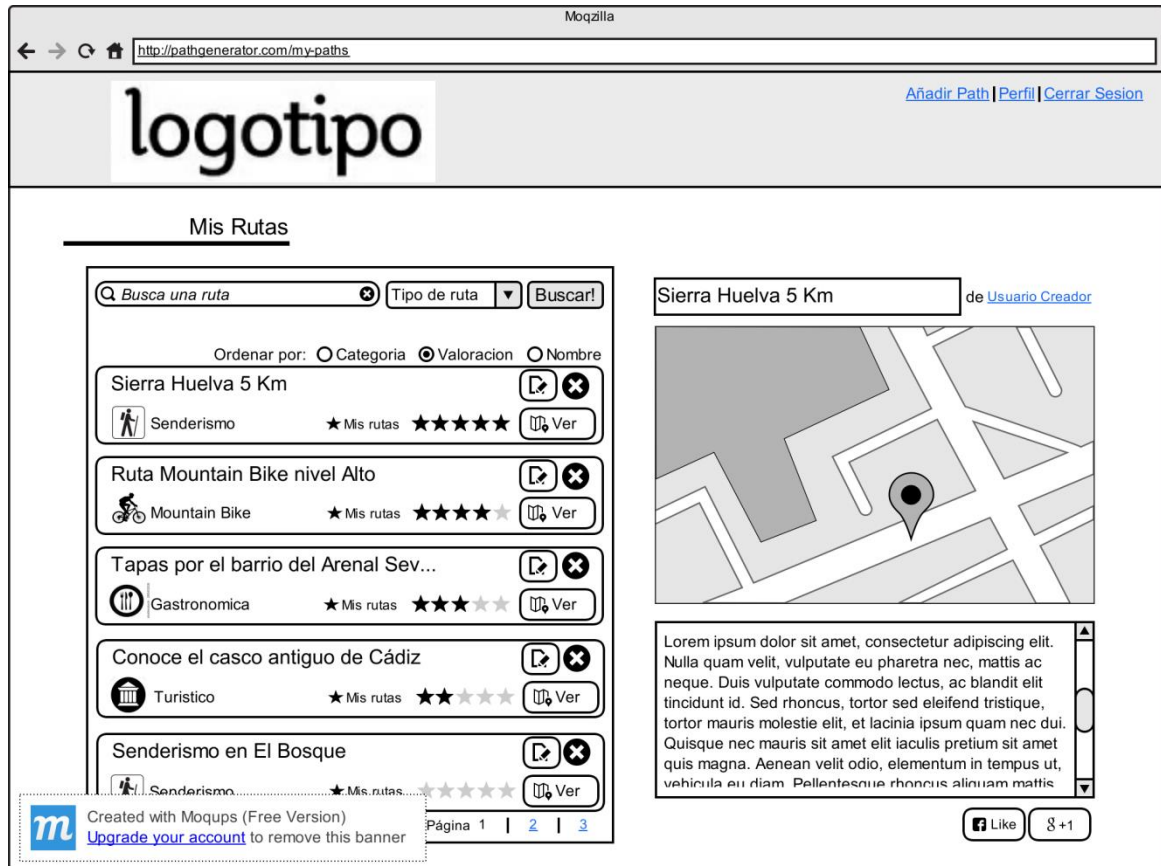 Moqzilla
http://pathgenerator.com/my-paths
logotipo
Añadir Path | Perfil | Cerrar Sesion
Mis Rutas
Busca una ruta
Tipo de ruta
Buscar!
Ordenar por: Categoria Valoracion Nombre
Sierra Huelva 5 Km
Senderismo
Mis rutas
Ver
Ruta Mountain Bike nivel Alto
Mountain Bike
Mis rutas
Ver
Tapas por el barrio del Arenal Sev...
Gastronomica
Mis rutas
Ver
Conoce el casco antiguo de Cádiz
Turistico
Mis rutas
Ver
Senderismo en El Bosque
Senderismo
Mis rutas
Ver
Página 1 | 2 | 3
Sierra Huelva 5 Km
de Usuario Creador
Lorem ipsum dolor sit amet, consectetur adipiscing elit.
Nulla quam velit, vulputate eu pharetra nec, mattis ac
neque. Duis vulputate commodo lectus, ac blandit elit
tincidunt id. Sed rhoncus, tortor sed eleifend tristique,
tortor mauris molestie elit, et lacinia ipsum quam nec dui.
Quisque nec mauris sit amet elit iaculis pretium sit amet
quis magna. Aenean velit odio, elementum in tempus ut,
vehicula eu diam. Pellentesque rhoncus aliquam mattis
Like
g +1
m
Created with Moqups (Free Version)
Upgrade your account to remove this banner